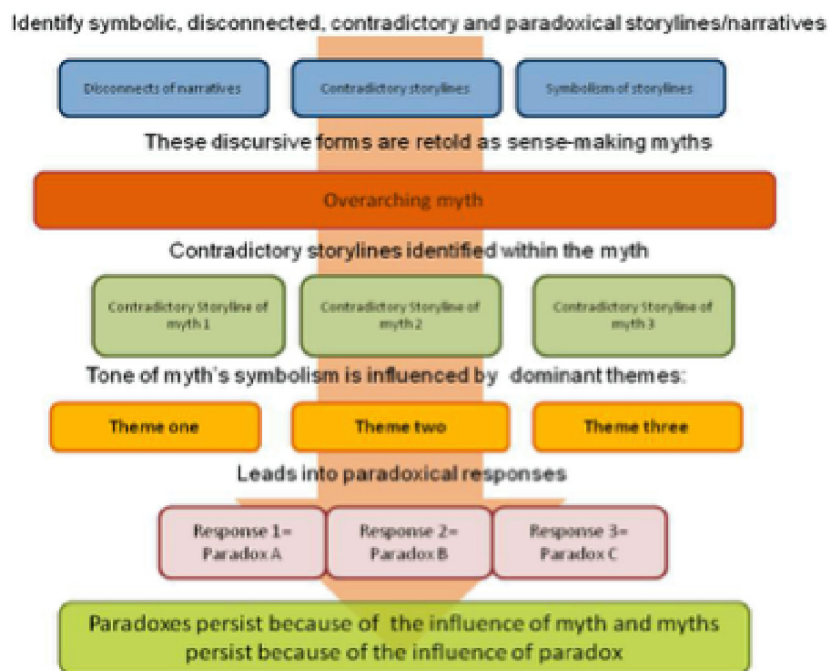 Identify symbolic, disconnected, contradictory and paradoxical storylines/narratives
Disconnects of narratives
Contradictory storylines
Symbolism of storylines
These discursive forms are retold as sense-making myths
Overarching myth
Contradictory storylines identified within the myth
Contradictory Storyline of
myth 1
Contradictory Storyline of
myth 2
Contradictory Storyline of
myth 3
Tone of myth's symbolism is influenced by dominant themes:
Theme one
Theme two
Theme three
Leads into paradoxical responses
Response 1=
Paradox A
Response 2=
Paradox B
Response 3=
Paradox C
Paradoxes persist because of the influence of myth and myths
persist because of the influence of paradox